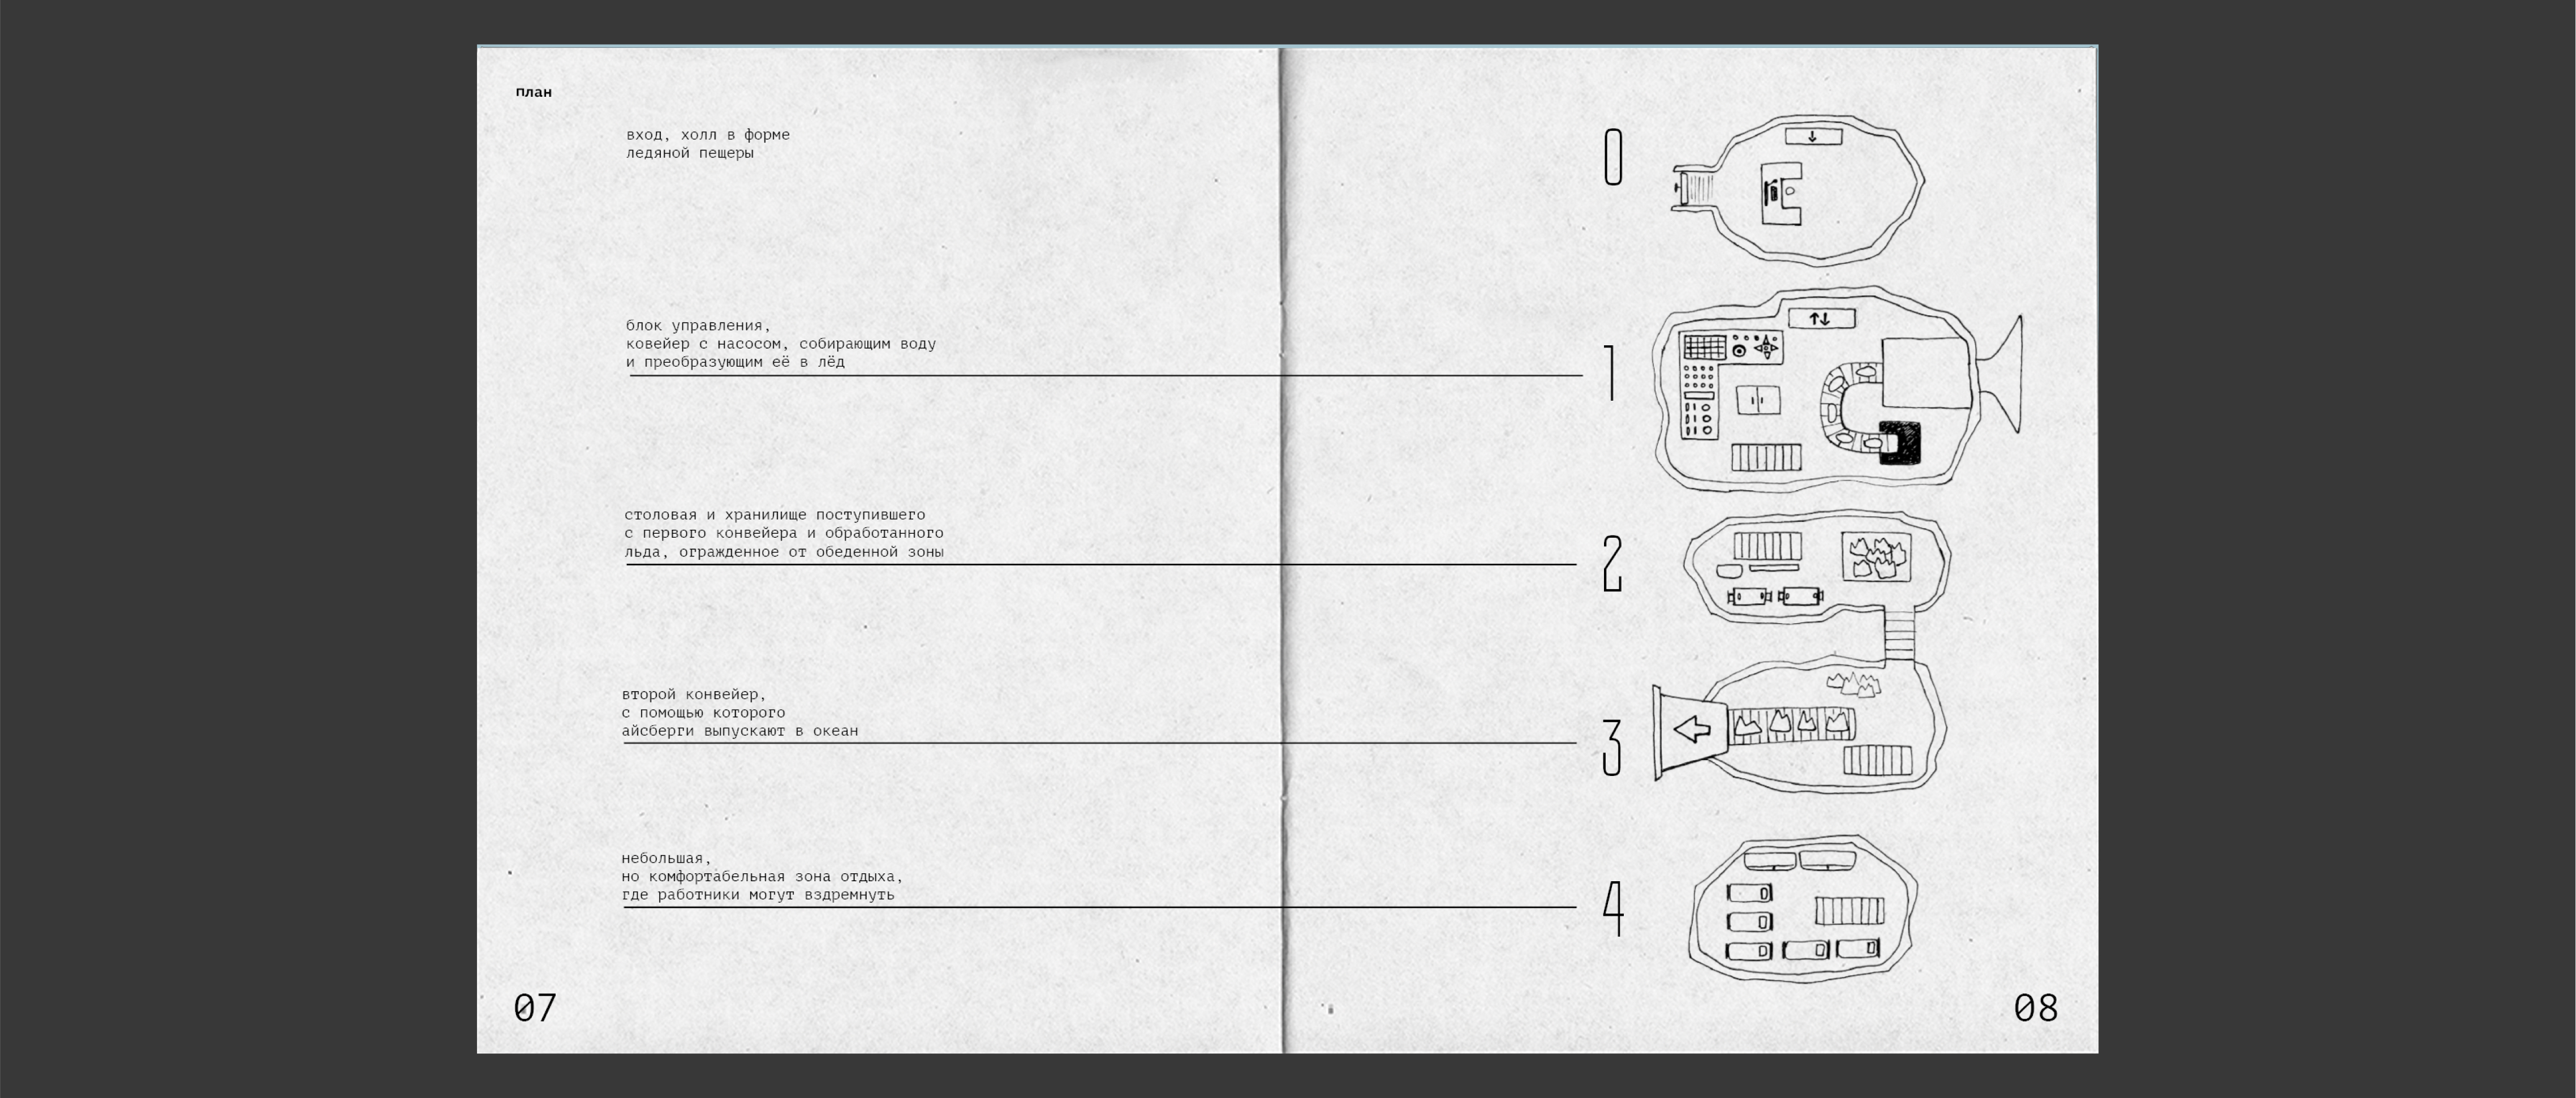 план
вход, холл в форме
ледяной пещеры
0
блок управления,
ковейер с насосом, собирающим воду
и преобразующим её в лёд
1
столовая и хранилище поступившего
с первого конвейера и обработанного
льда, огражденное от обеденной зоны
2
второй конвейер,
с помощью которого
айсберги выпускают в океан
3
небольшая,
но комфортабельная зона отдыха,
где работники могут вздремнуть
4
07
08